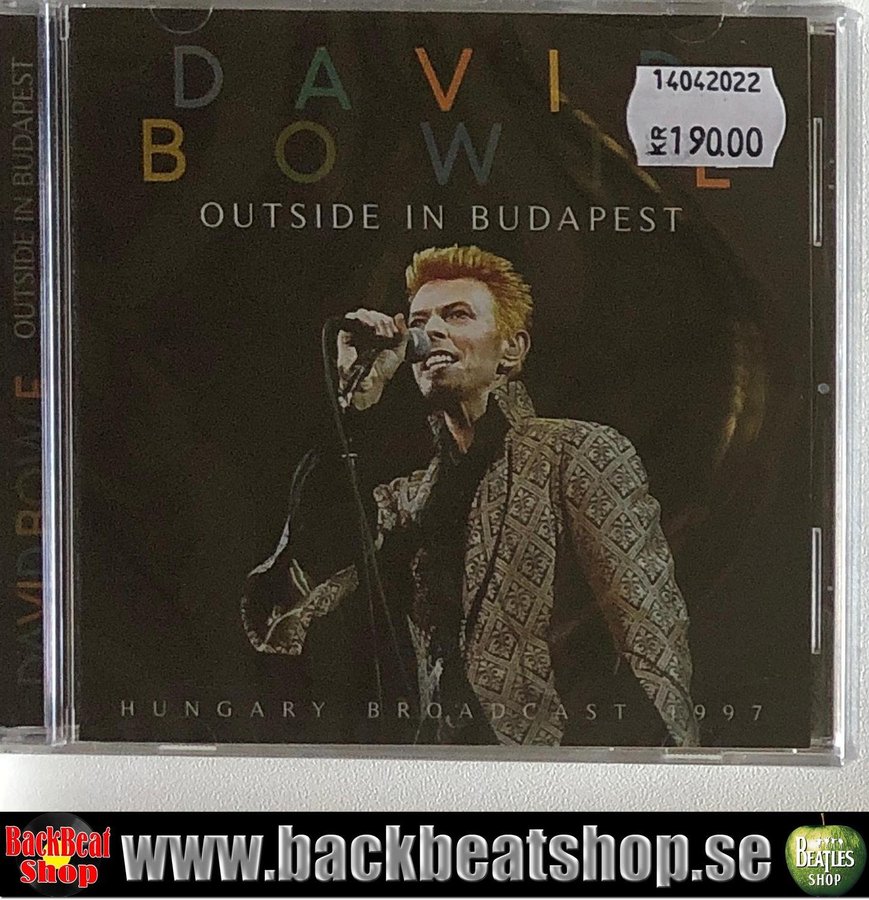 DAVID
BOWIE
14042022
KR 190.00
OUTSIDE IN BUDAPEST
HUNGARY BROADCAST 1997
DAVID BOWIE OUTSIDE IN BUDAPEST
BackBeat
Shop
www.backbeatshop.se
BEATLES
SHOP